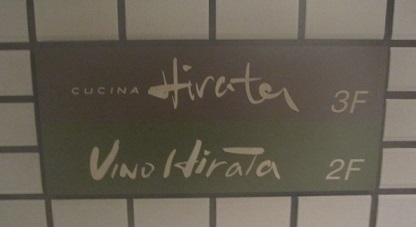 CUCINA Hirata 3F
VINO HiraTa 2F